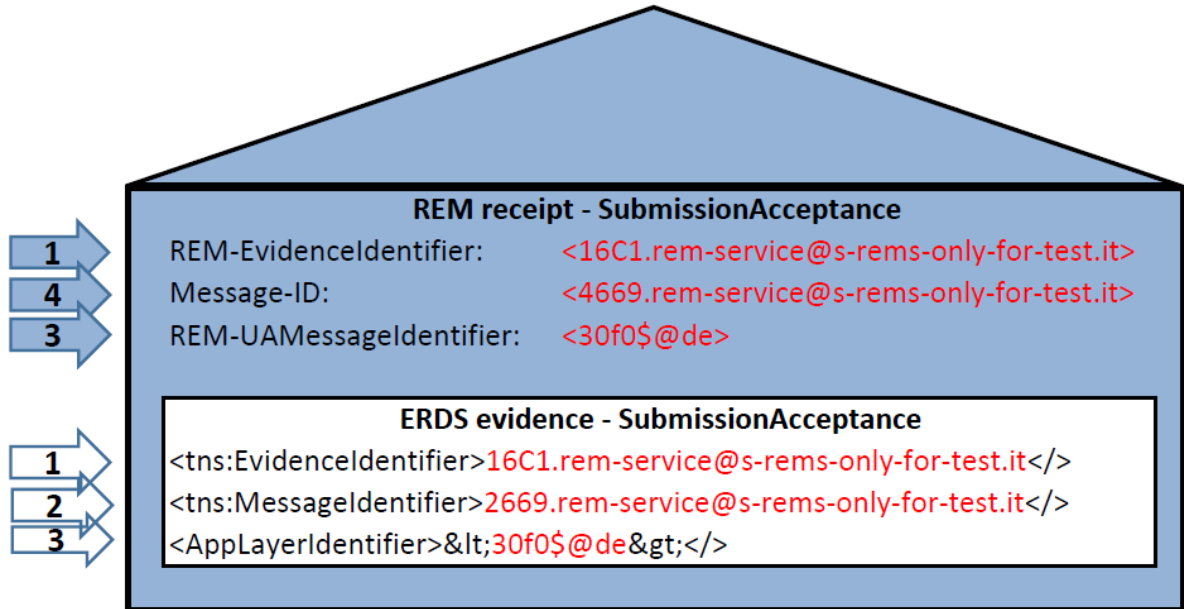 REM receipt - SubmissionAcceptance
1 REM-EvidenceIdentifier: <16C1.rem-service@s-rems-only-for-test.it>
4 Message-ID: <4669.rem-service@s-rems-only-for-test.it>
3 REM-UAMessageIdentifier: <30f0$@de>
ERDS evidence - SubmissionAcceptance
1 <tns:EvidenceIdentifier>16C1.rem-service@s-rems-only-for-test.it</>
2 <tns:MessageIdentifier>2669.rem-service@s-rems-only-for-test.it</>
3 <AppLayerIdentifier>&lt;30f0$@de&gt;</>